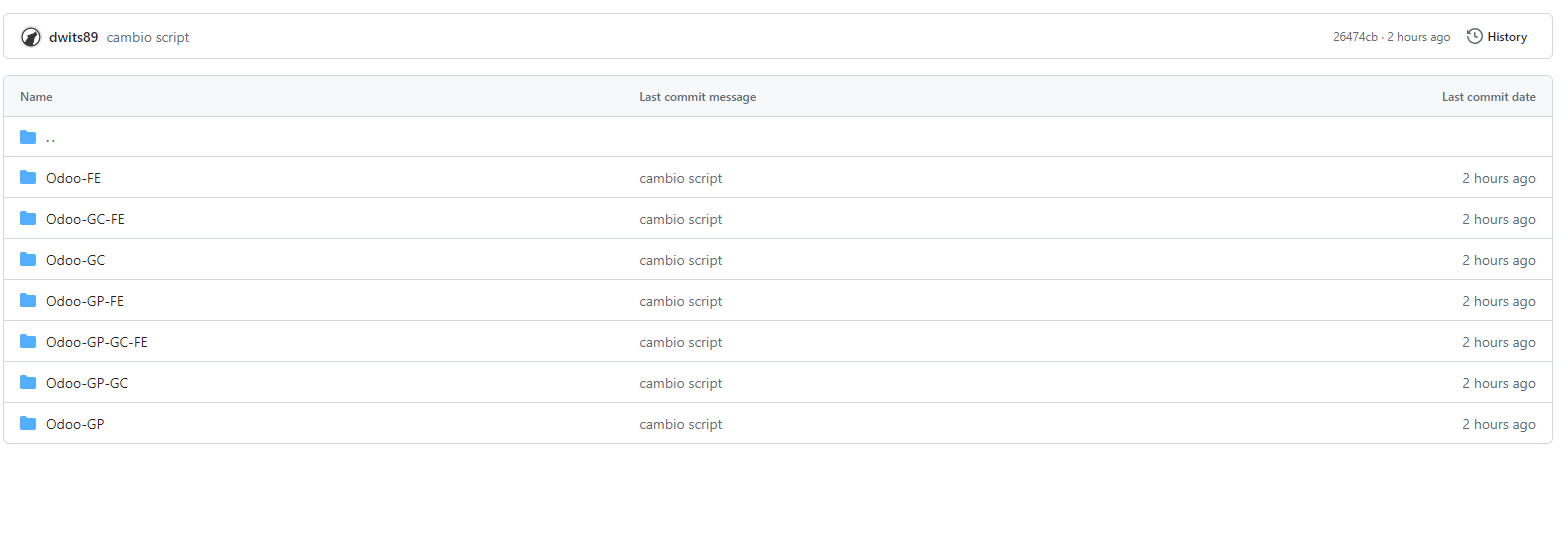 dwits89 cambio script 26474cb · 2 hours ago History
Name Last commit message Last commit date
..
Odoo-FE cambio script 2 hours ago
Odoo-GC-FE cambio script 2 hours ago
Odoo-GC cambio script 2 hours ago
Odoo-GP-FE cambio script 2 hours ago
Odoo-GP-GC-FE cambio script 2 hours ago
Odoo-GP-GC cambio script 2 hours ago
Odoo-GP cambio script 2 hours ago